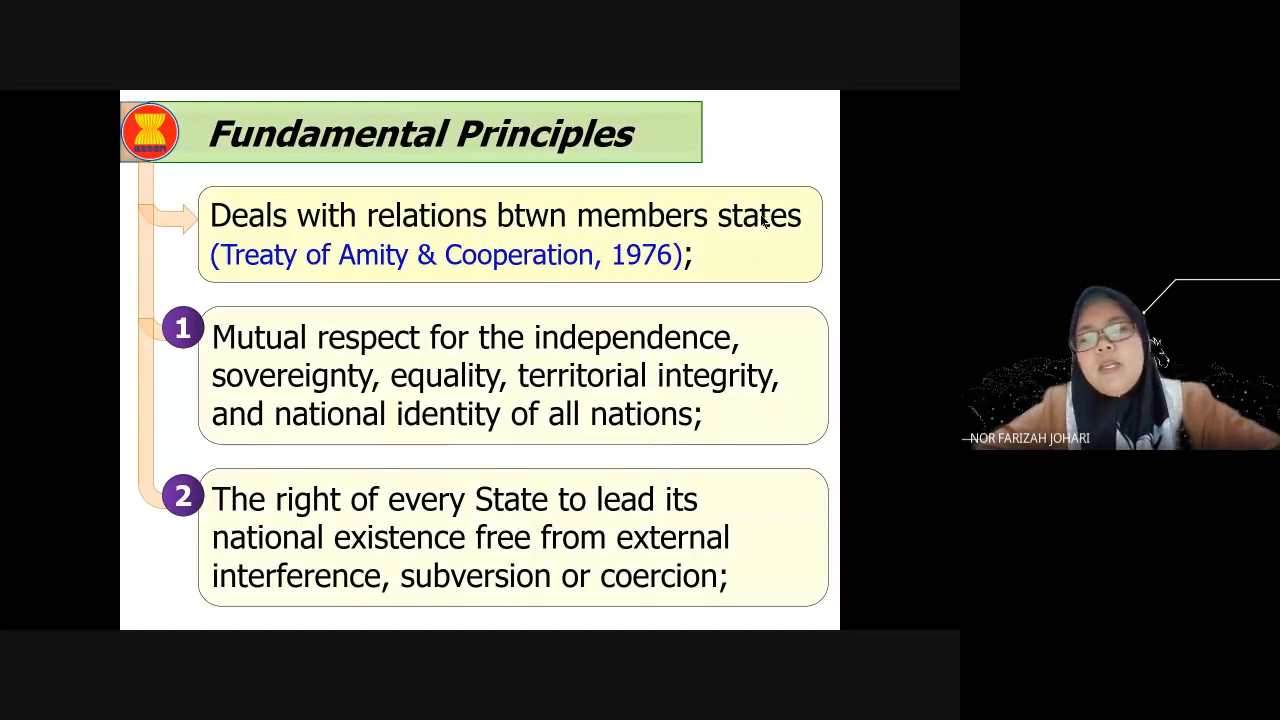 Fundamental Principles
Deals with relations btwn members states
(Treaty of Amity & Cooperation, 1976);
1
Mutual respect for the independence,
sovereignty, equality, territorial integrity,
and national identity of all nations;
2
The right of every State to lead its
national existence free from external
interference, subversion or coercion;
NOR FARIZAH JOHARI